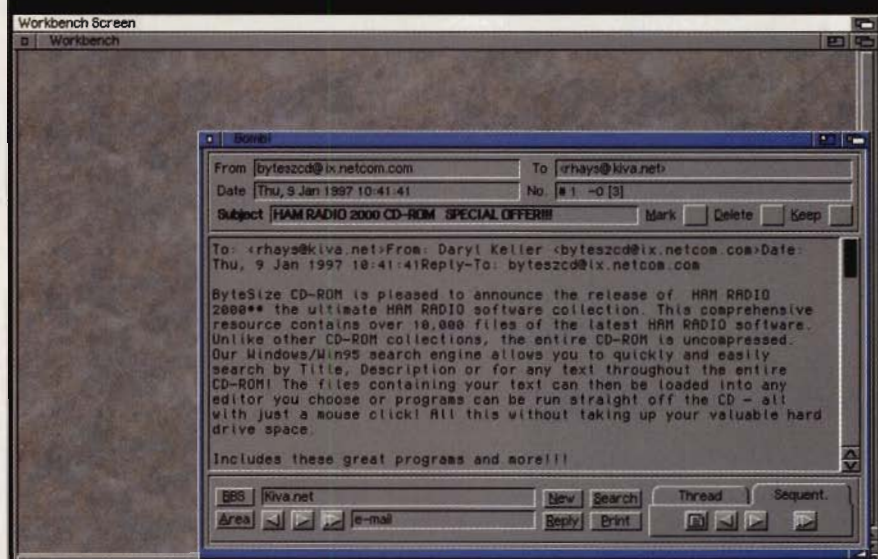 Workbench Screen
Workbench
Bombi
From byteszcd@ix.netcom.com To <rhays@kiva.net>
Date Thu, 9 Jan 1997 10:41:41 No. # 1 -0 [3]
Subject HAM RADIO 2000 CD-ROM SPECIAL OFFER!!! Mark Delete Keep
To: <rhays@kiva.net>From: Daryl Keller <byteszcd@ix.netcom.com>Date:
Thu, 9 Jan 1997 10:41:41Reply-To: byteszcd@ix.netcom.com
ByteSize CD-ROM is pleased to announce the release of HAM RADIO
2000** the ultimate HAM RADIO software collection. This comprehensive
resource contains over 10,000 files of the latest HAM RADIO software.
Unlike other CD-ROM collections, the entire CD-ROM is uncompressed.
Our Windows/Win95 search engine allows you to quickly and easily
search by Title, Description or for any text throughout the entire
CD-ROM! The files containing your text can then be loaded into any
editor you choose or programs can be run straight off the CD - all
with just a mouse click! All this without taking up your valuable hard
drive space.
Includes these great programs and more!!!
BBS Kiva.net New Search Thread Sequent.
Area e-mail Reply Print